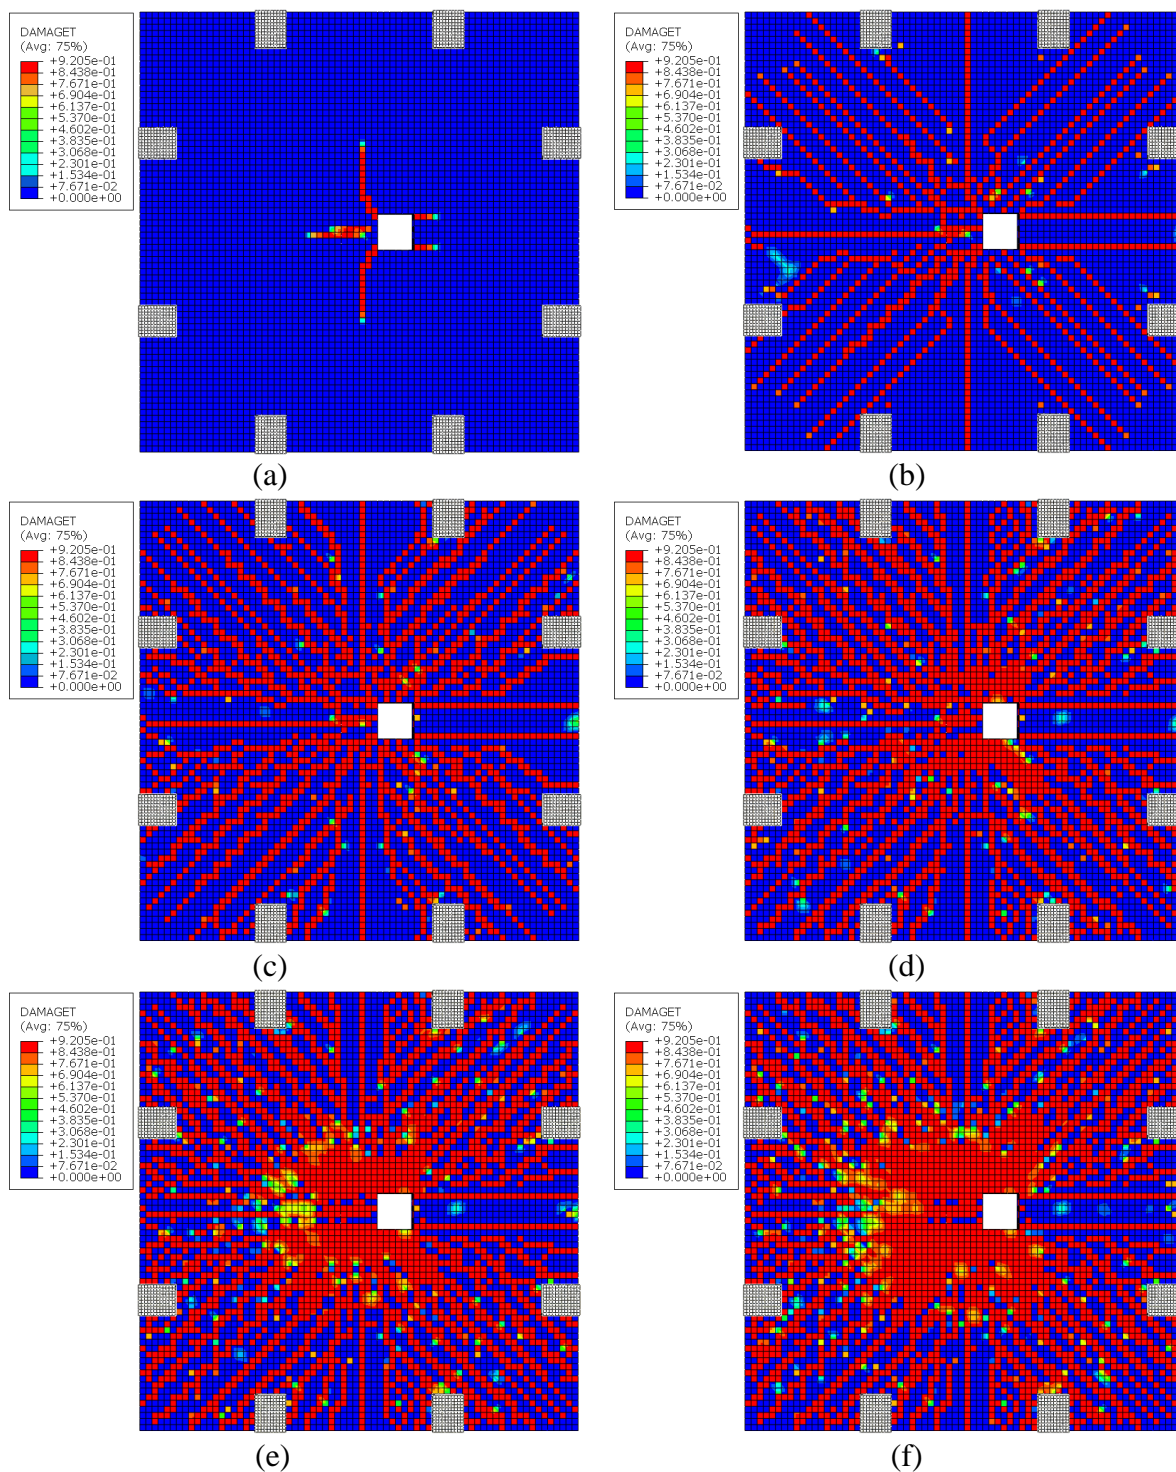 DAMAGET
(Avg: 75%)
+9.205e-01
+8.438e-01
+7.671e-01
+6.904e-01
+6.137e-01
+5.370e-01
+4.602e-01
+3.835e-01
+3.068e-01
+2.301e-01
+1.534e-01
+7.671e-02
+0.000e+00
(a)
DAMAGET
(Avg: 75%)
+9.205e-01
+8.438e-01
+7.671e-01
+6.904e-01
+6.137e-01
+5.370e-01
+4.602e-01
+3.835e-01
+3.068e-01
+2.301e-01
+1.534e-01
+7.671e-02
+0.000e+00
(b)
DAMAGET
(Avg: 75%)
+9.205e-01
+8.438e-01
+7.671e-01
+6.904e-01
+6.137e-01
+5.370e-01
+4.602e-01
+3.835e-01
+3.068e-01
+2.301e-01
+1.534e-01
+7.671e-02
+0.000e+00
(c)
DAMAGET
(Avg: 75%)
+9.205e-01
+8.438e-01
+7.671e-01
+6.904e-01
+6.137e-01
+5.370e-01
+4.602e-01
+3.835e-01
+3.068e-01
+2.301e-01
+1.534e-01
+7.671e-02
+0.000e+00
(d)
DAMAGET
(Avg: 75%)
+9.205e-01
+8.438e-01
+7.671e-01
+6.904e-01
+6.137e-01
+5.370e-01
+4.602e-01
+3.835e-01
+3.068e-01
+2.301e-01
+1.534e-01
+7.671e-02
+0.000e+00
(e)
DAMAGET
(Avg: 75%)
+9.205e-01
+8.438e-01
+7.671e-01
+6.904e-01
+6.137e-01
+5.370e-01
+4.602e-01
+3.835e-01
+3.068e-01
+2.301e-01
+1.534e-01
+7.671e-02
+0.000e+00
(f)